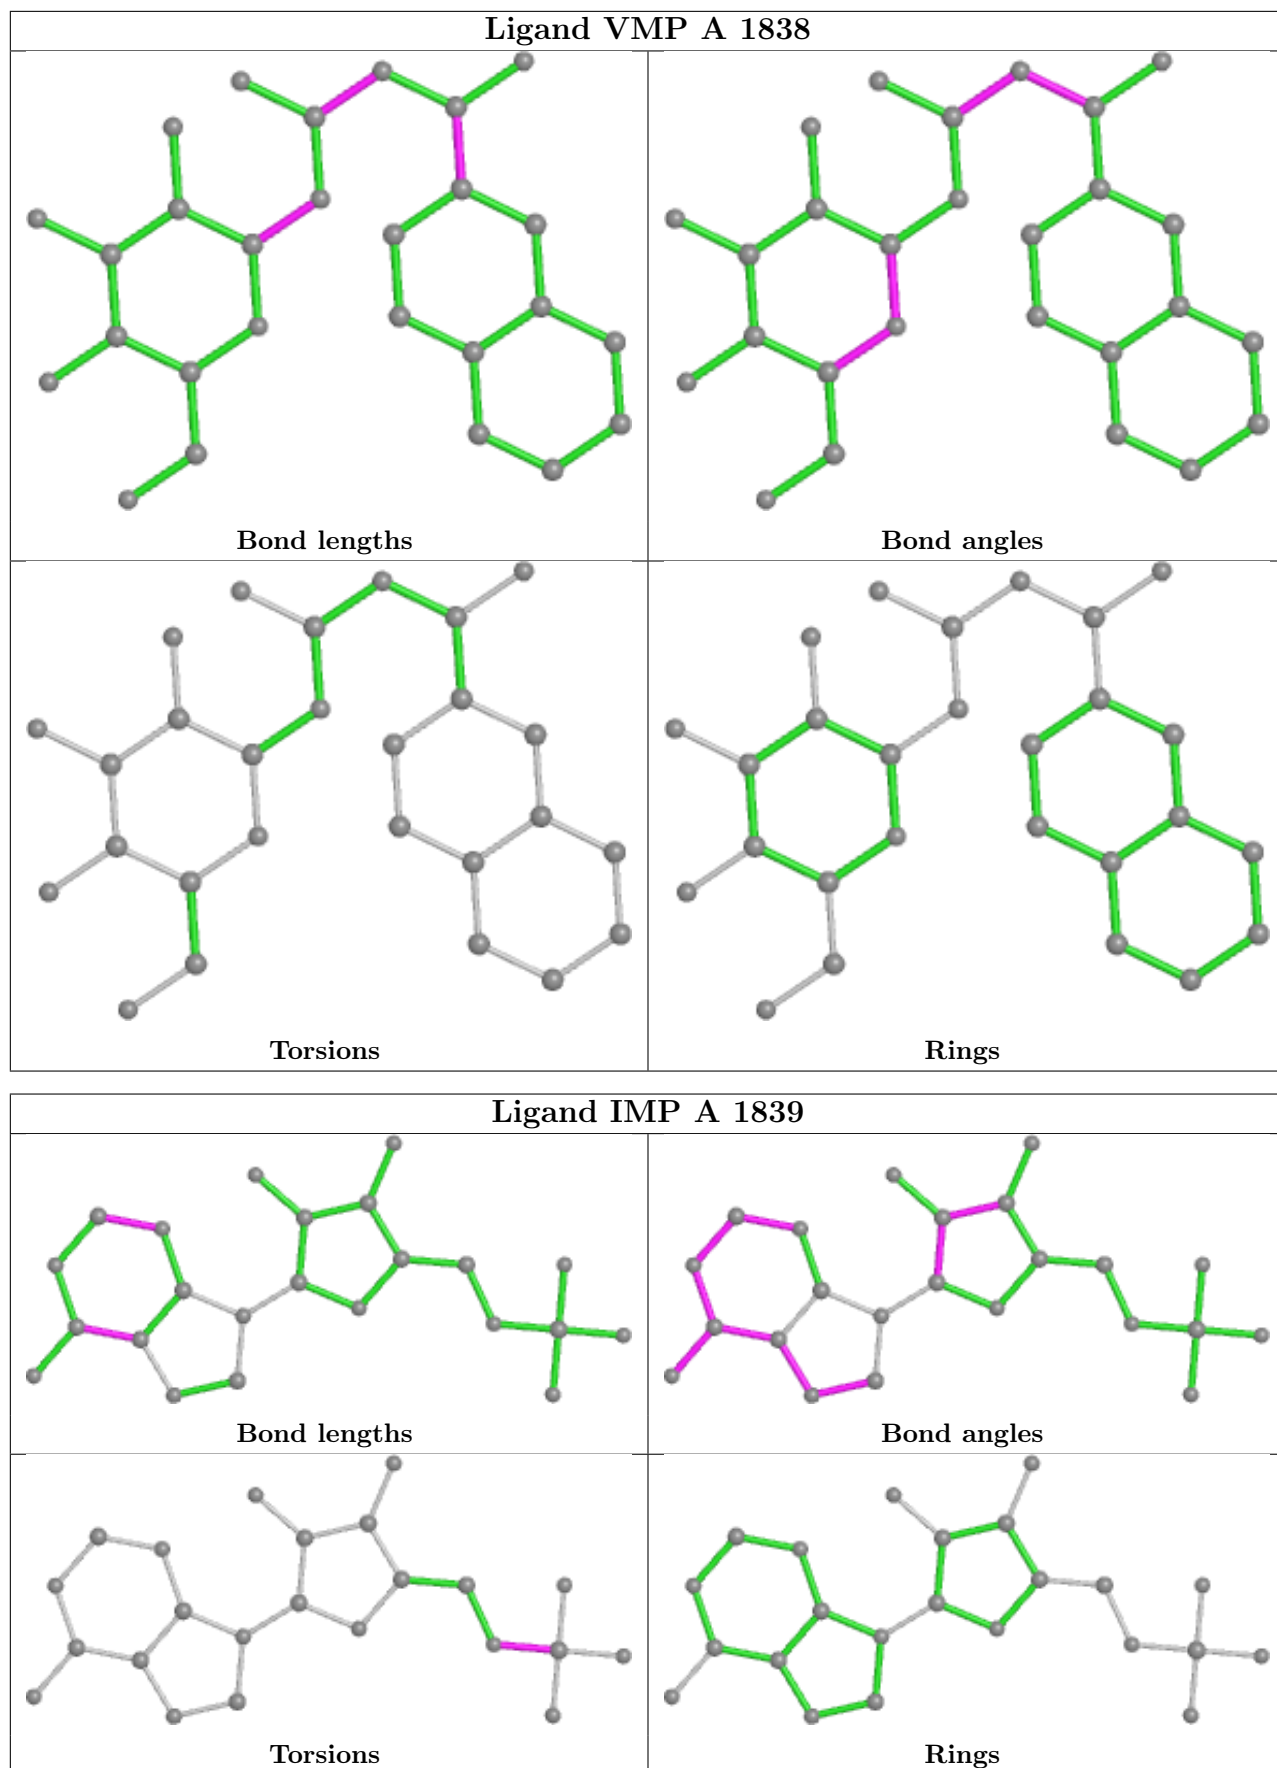 Ligand VMP A 1838
Bond lengths
Bond angles
Torsions
Rings
Ligand IMP A 1839
Bond lengths
Bond angles
Torsions
Rings